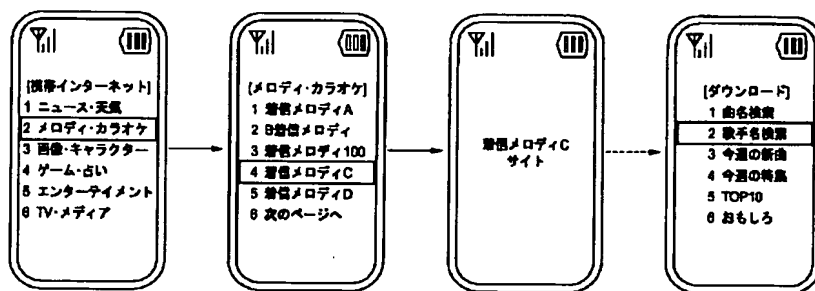 [携帯インターネット]
1 ニュース・天気
2 メロディ・カラオケ
3 画像・キャラクター
4 ゲーム・占い
5 エンターテイメント
6 TV・メディア
[メロディ・カラオケ]
1 着信メロディA
2 B着信メロディ
3 着信メロディ100
4 着信メロディC
5 着信メロディD
6 次のページへ
着信メロディC
サイト
[ダウンロード]
1 曲名検索
2 歌手名検索
3 今週の新曲
4 今週の特集
5 TOP10
6 おもしろ